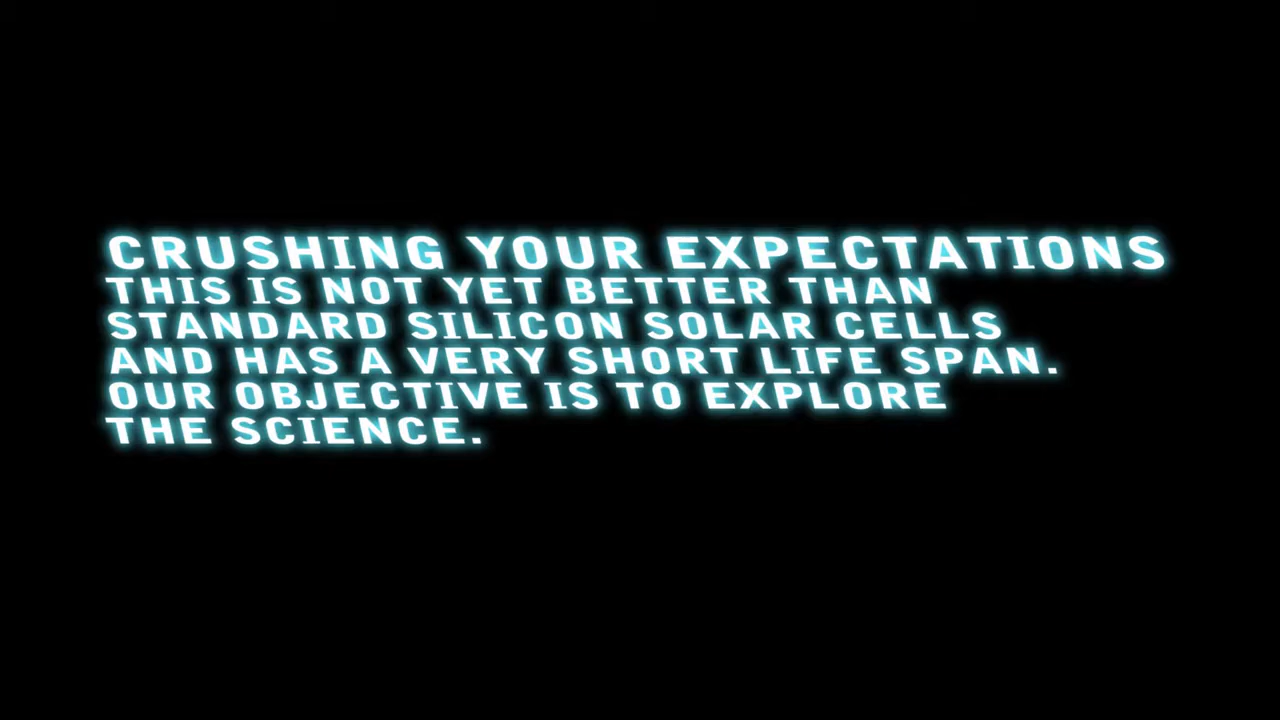 CRUSHING YOUR EXPECTATIONS
THIS IS NOT YET BETTER THAN
STANDARD SILICON SOLAR CELLS
AND HAS A VERY SHORT LIFE SPAN.
OUR OBJECTIVE IS TO EXPLORE
THE SCIENCE.